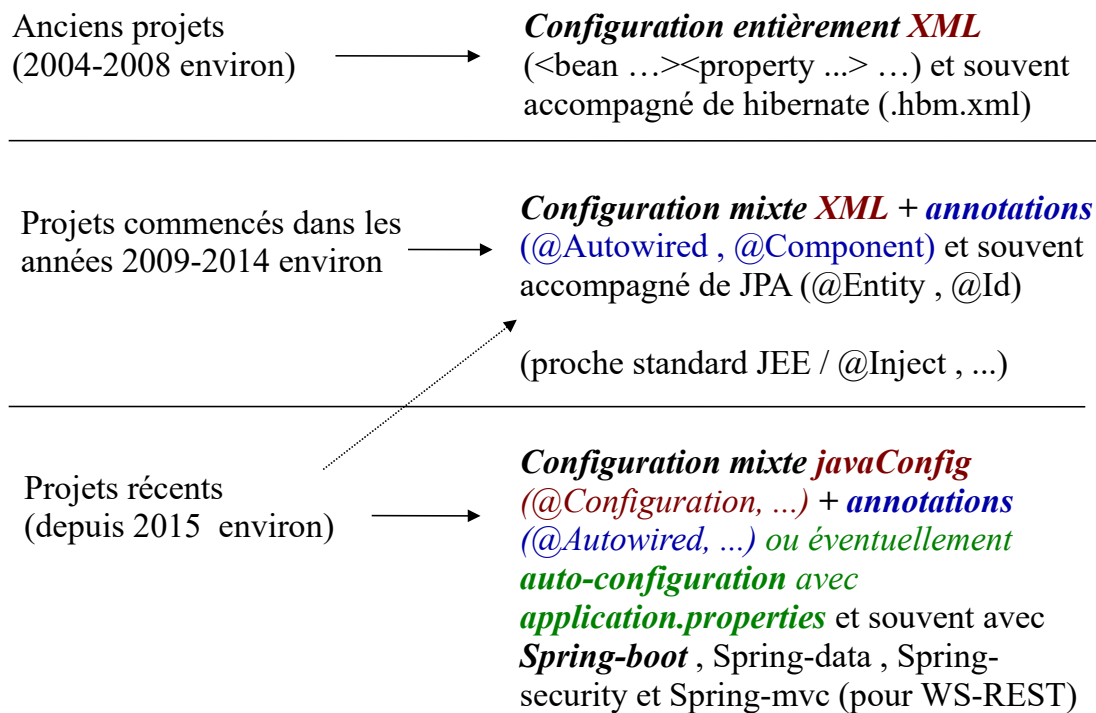 Anciens projets
(2004-2008 environ)
Configuration entièrement XML
(<bean …><property ...> …) et souvent
accompagné de hibernate (.hbm.xml)
Projets commencés dans les
années 2009-2014 environ
Configuration mixte XML + annotations
(@Autowired , @Component) et souvent
accompagné de JPA (@Entity , @Id)
(proche standard JEE / @Inject , ...)
Projets récents
(depuis 2015  environ)
Configuration mixte javaConfig
(@Configuration, ...) + annotations
(@Autowired, ...) ou éventuellement
auto-configuration avec
application.properties et souvent avec
Spring-boot , Spring-data , Spring-
security et Spring-mvc (pour WS-REST)